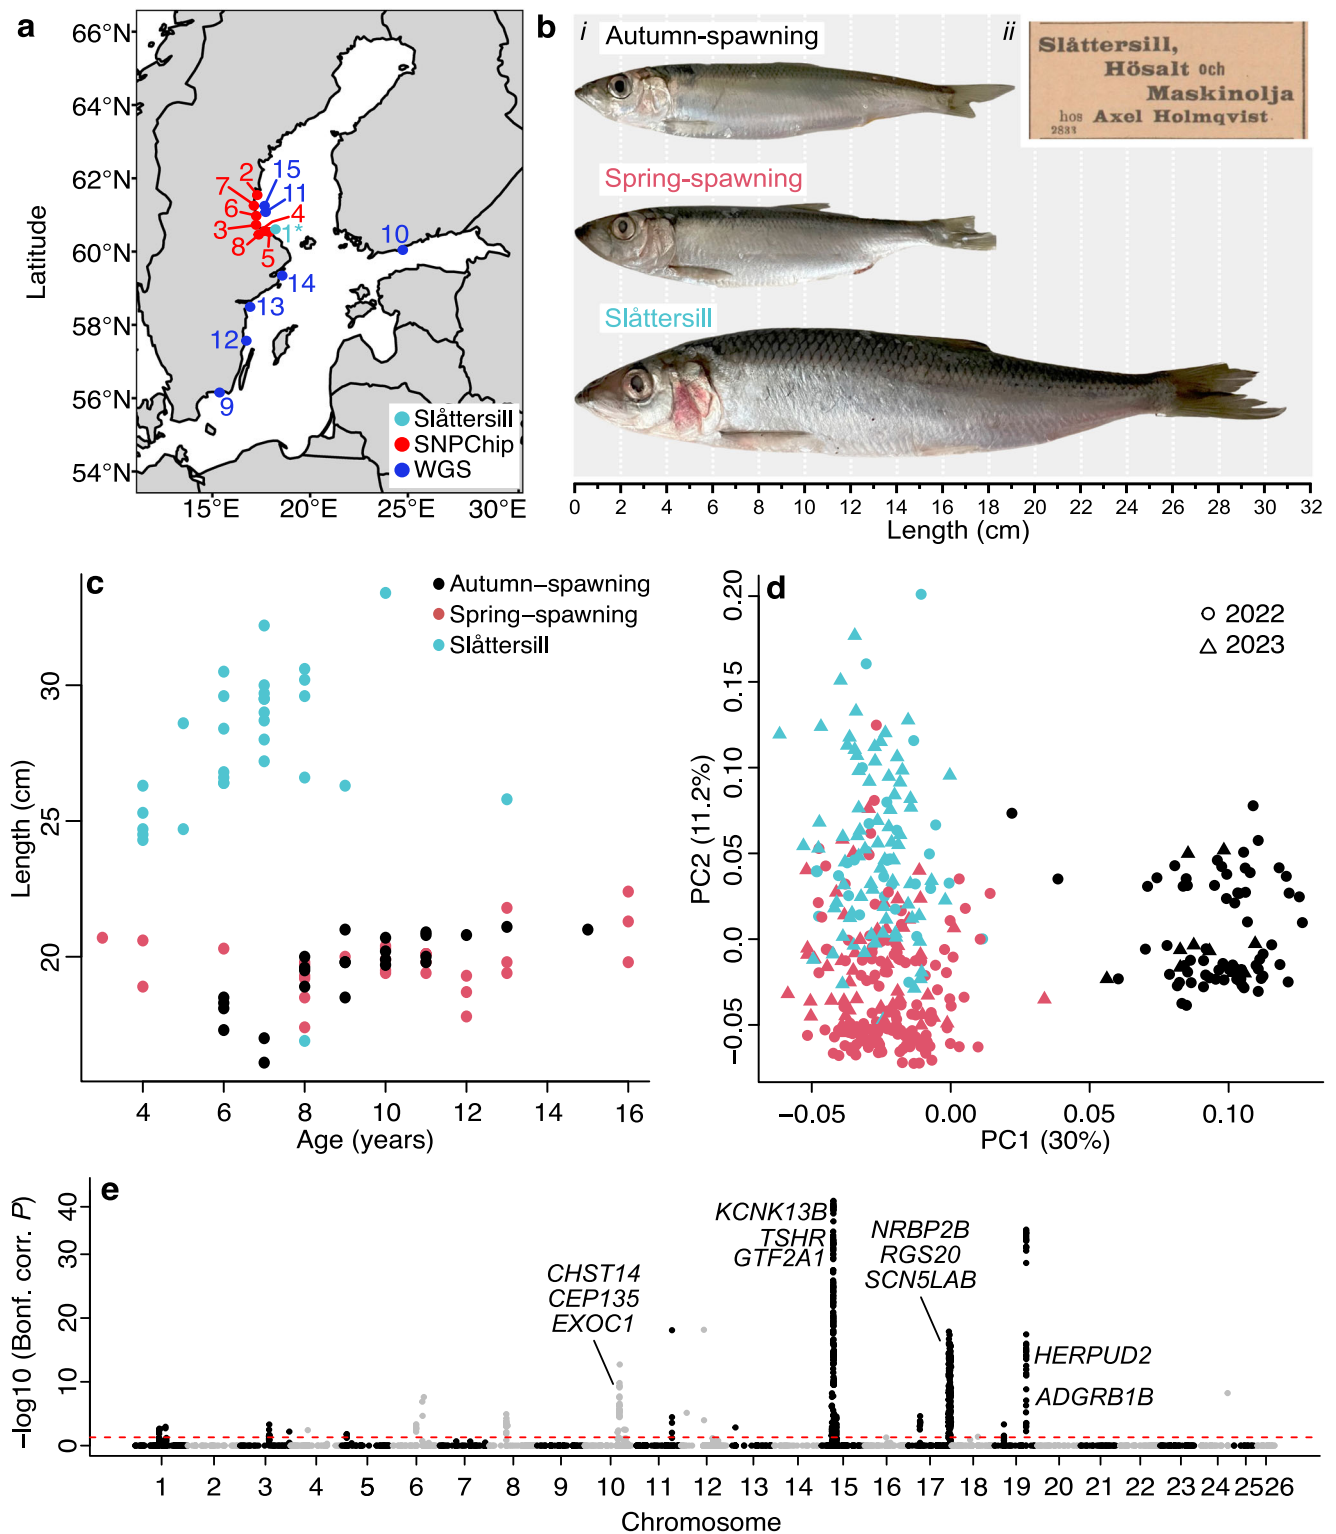 a
66°N
64°N
62°N
60°N
58°N
56°N
54°N
Latitude
15°E
20°E
25°E
30°E
2
15
7
11
6
4
3
1*
8
5
10
14
13
12
9
Slåttersill
SNPChip
WGS
b
i
Autumn-spawning
ii
Slåttersill,
Hösalt och
Maskinolja
hos Axel Holmqvist.
2833
Spring-spawning
Slåttersill
0 2 4 6 8 10 12 14 16 18 20 22 24 26 28 30 32
Length (cm)
c
Autumn-spawning
Spring-spawning
Slåttersill
30
25
20
Length (cm)
4 6 8 10 12 14 16
Age (years)
d
2022
2023
0.20
0.15
0.10
0.05
0.0
−0.05
PC2 (11.2%)
−0.05 0.00 0.05 0.10
PC1 (30%)
e
40
30
20
10
0
−log10 (Bonf. corr. P)
CHST14
CEP135
EXOC1
KCNK13B
TSHR
GTF2A1
NRBP2B
RGS20
SCN5LAB
HERPUD2
ADGRB1B
1 2 3 4 5 6 7 8 9 10 11 12 13 14 15 16 17 18 19 20 21 22 23 24 25 26
Chromosome